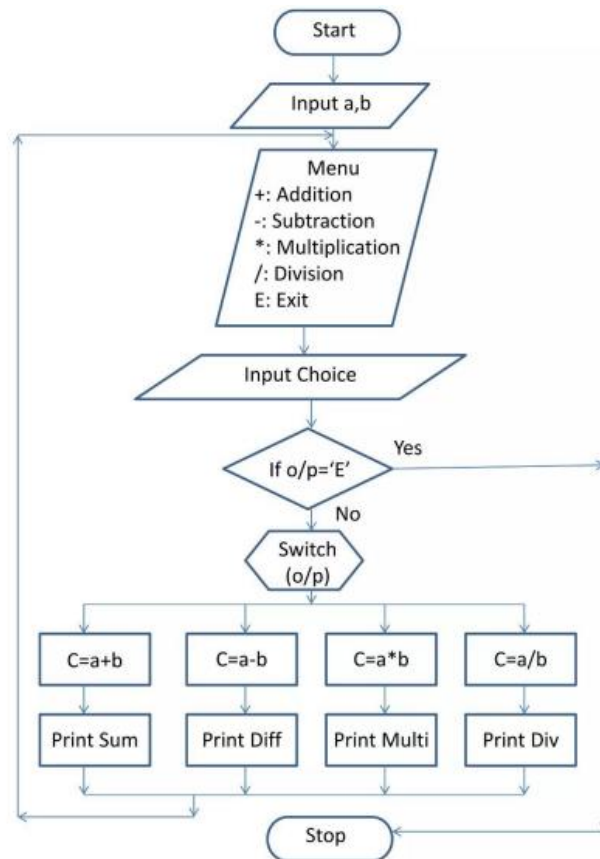 Start
Input a,b
Menu
+: Addition
-: Subtraction
*: Multiplication
/: Division
E: Exit
Input Choice
If o/p=‘E’
Yes
No
Switch
(o/p)
C=a+b
C=a-b
C=a*b
C=a/b
Print Sum
Print Diff
Print Multi
Print Div
Stop